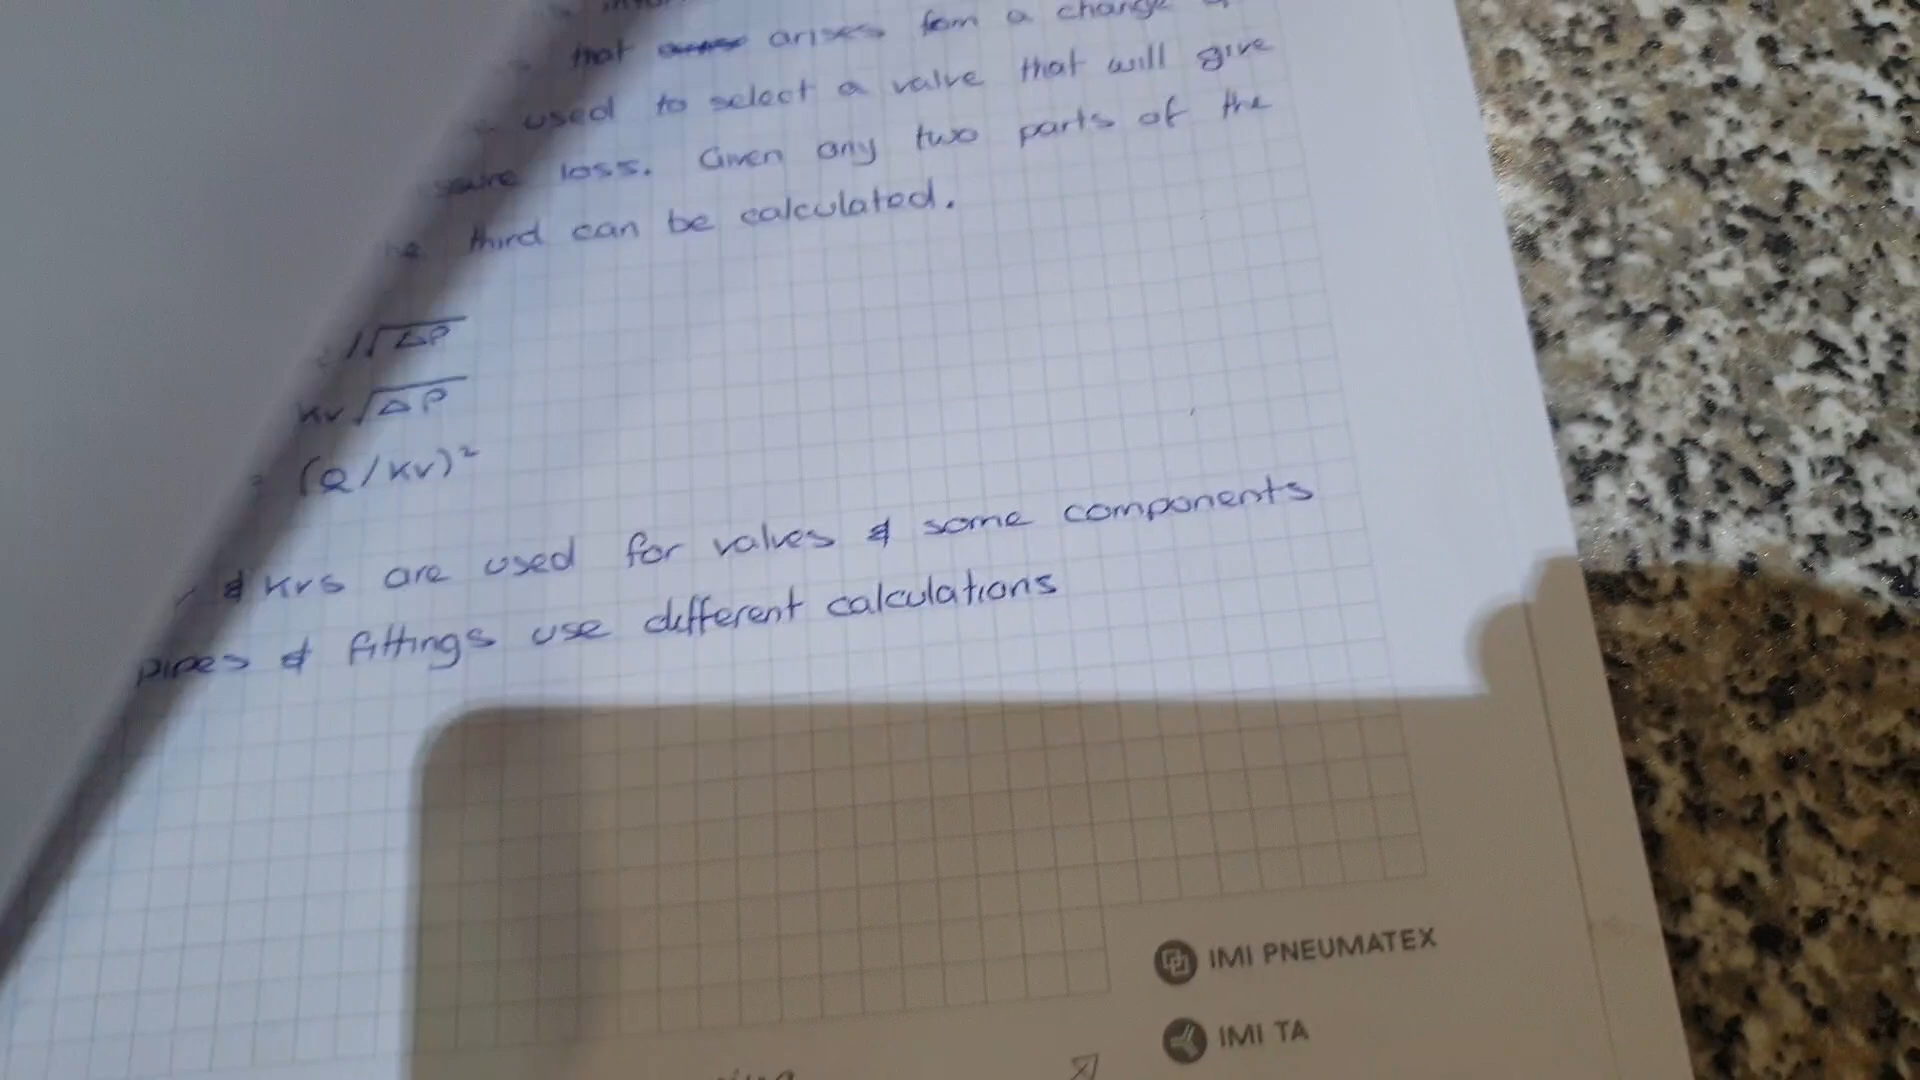 that arises from a change
used to select a valve that will give
loss. Given any two parts of the
third can be calculated.
/√ΔP
Kv√ΔP
= (Q/Kv)²
& Kvs are used for valves & some components
pipes & fittings use different calculations
IMI PNEUMATEX
IMI TA